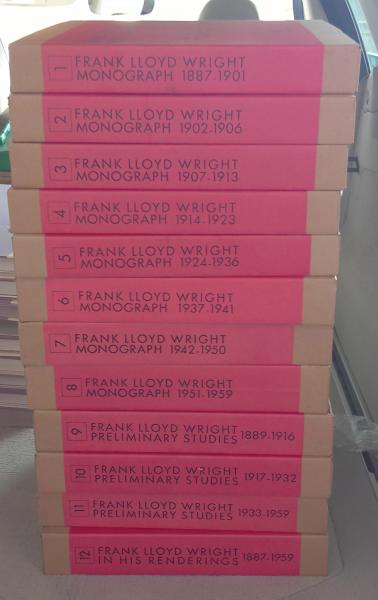 1 FRANK LLOYD WRIGHT
MONOGRAPH 1887-1901
2 FRANK LLOYD WRIGHT
MONOGRAPH 1902-1906
3 FRANK LLOYD WRIGHT
MONOGRAPH 1907-1913
4 FRANK LLOYD WRIGHT
MONOGRAPH 1914-1923
5 FRANK LLOYD WRIGHT
MONOGRAPH 1924-1936
6 FRANK LLOYD WRIGHT
MONOGRAPH 1937-1941
7 FRANK LLOYD WRIGHT
MONOGRAPH 1942-1950
8 FRANK LLOYD WRIGHT
MONOGRAPH 1951-1959
9 FRANK LLOYD WRIGHT
PRELIMINARY STUDIES 1889-1916
10 FRANK LLOYD WRIGHT
PRELIMINARY STUDIES 1917-1932
11 FRANK LLOYD WRIGHT
PRELIMINARY STUDIES 1933-1959
12 FRANK LLOYD WRIGHT
IN HIS RENDERINGS 1887-1959